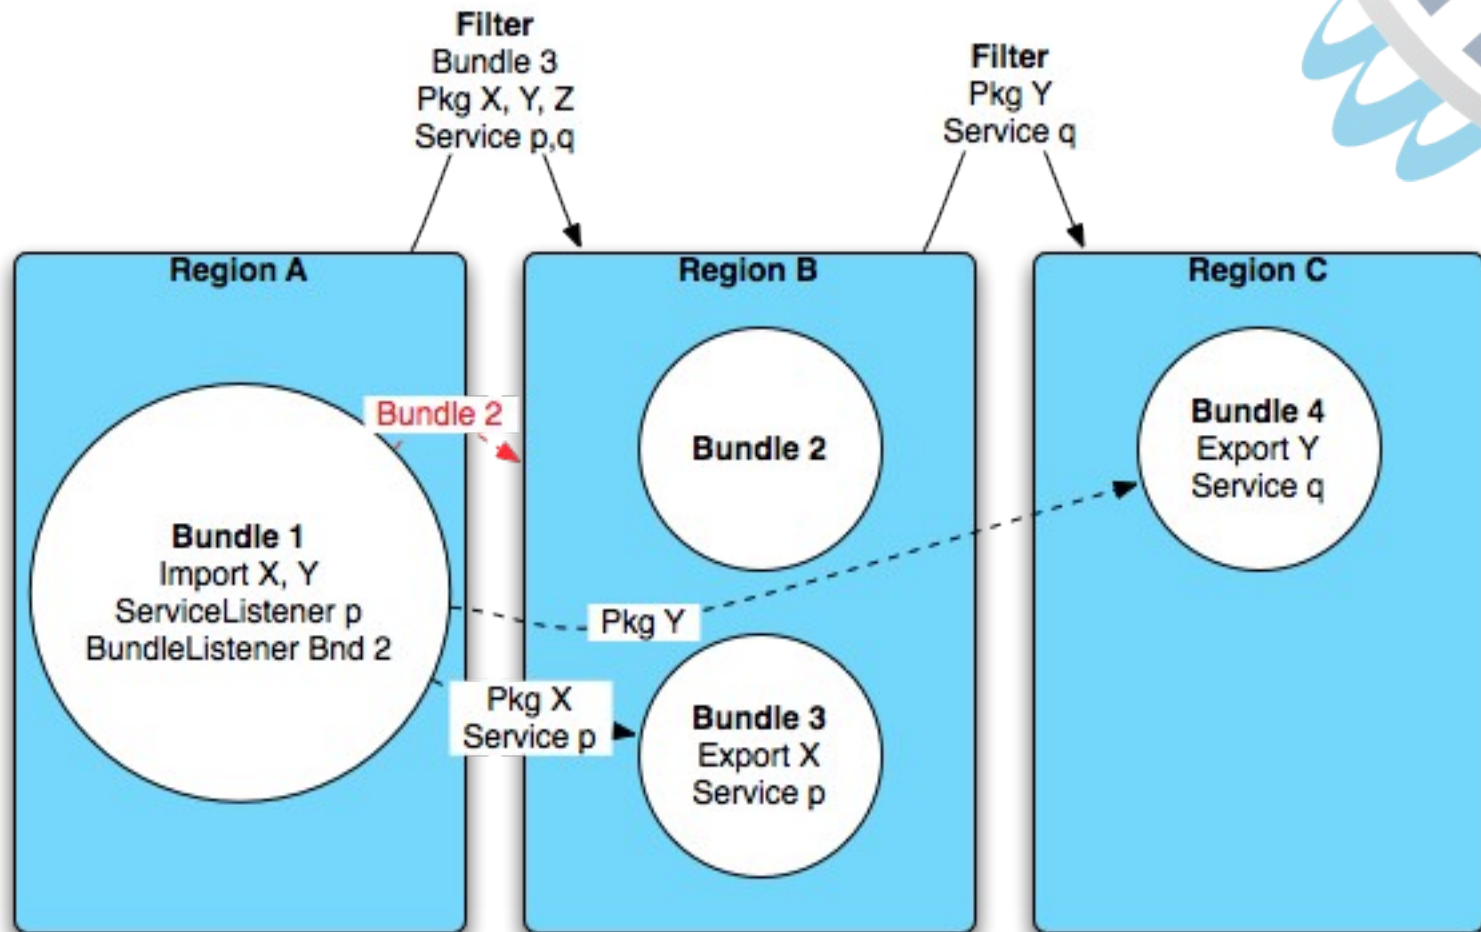 Filter
Bundle 3
Pkg X, Y, Z
Service p,q
Filter
Pkg Y
Service q
Region A
Region B
Region C
Bundle 2
Bundle 1
Import X, Y
ServiceListener p
BundleListener Bnd 2
Bundle 2
Bundle 4
Export Y
Service q
Pkg Y
Pkg X
Service p
Bundle 3
Export X
Service p